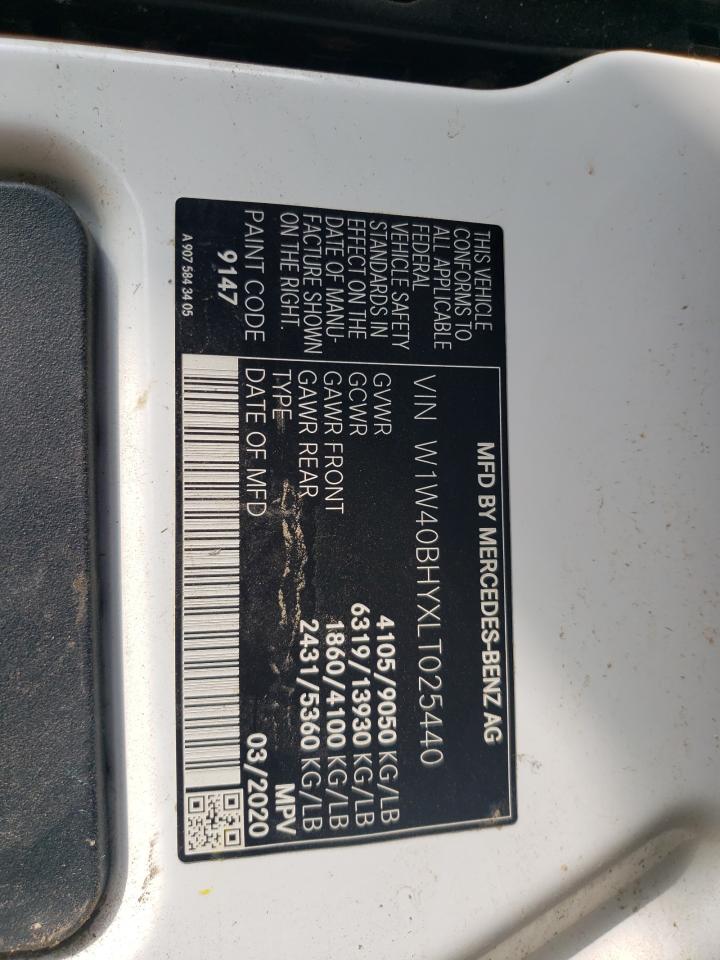 MFD BY MERCEDES-BENZ AG
THIS VEHICLE
CONFORMS TO
ALL APPLICABLE
FEDERAL
VEHICLE SAFETY
STANDARDS IN
EFFECT ON THE
DATE OF MANU-
FACTURE SHOWN
ON THE RIGHT.
VIN W1W40BHYXLT025440
GVWR 4105/9050 KG/LB
GCWR 6319/13930 KG/LB
GAWR FRONT 1860/4100 KG/LB
GAWR REAR 2431/5360 KG/LB
TYPE MPV
DATE OF MFD 03/2020
PAINT CODE
9147
A 907 584 34 05